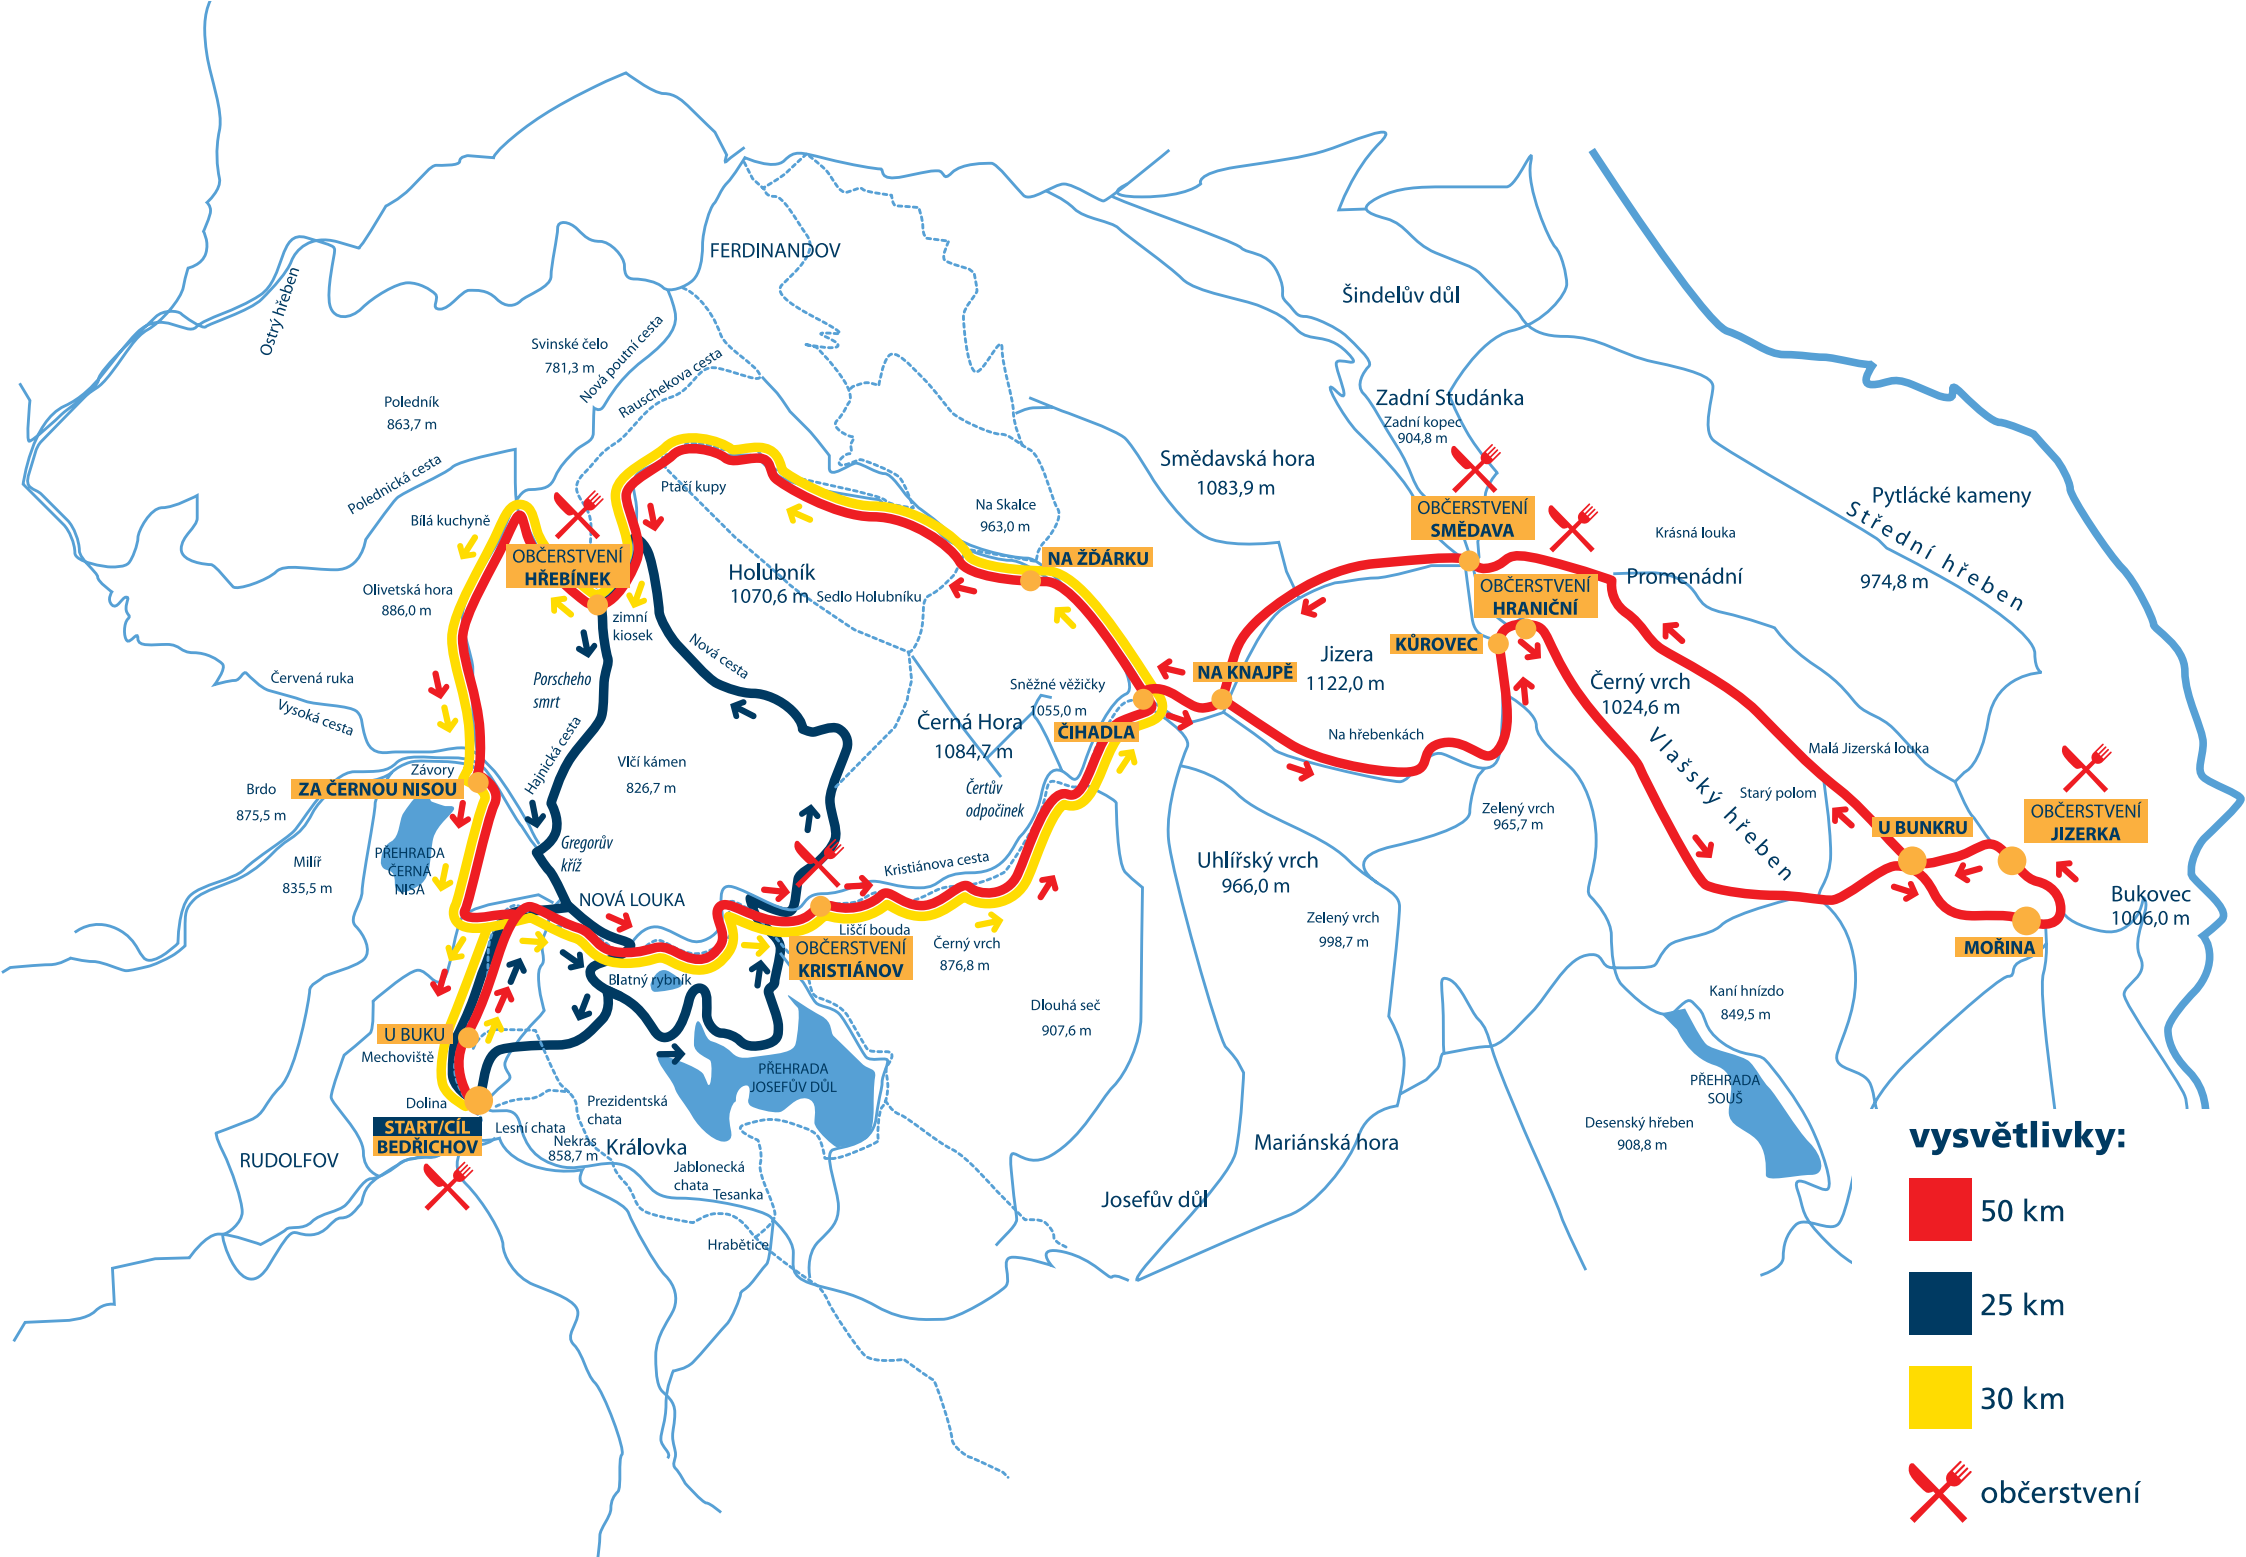 FERDINANDOV
Ostrý hřeben
Šindelův důl
Svinské čelo
781,3 m
Nová poutní cesta
Rauschekova cesta
Poledník
863,7 m
Polednická cesta
Zadní Studánka
Zadní kopec
904,8 m
Smědavská hora
1083,9 m
Ptačí kupy
Bílá kuchyně
Na Skalce
963,0 m
OBČERSTVENÍ
SMĚDAVA
Pytlácké kameny
Střední hřeben
974,8 m
Krásná louka
Promenádní
OBČERSTVENÍ
HŘEBÍNEK
NA ŽĎÁRKU
Holubník
1070,6 m
Sedlo Holubníku
OBČERSTVENÍ
HRANIČNÍ
Olivetská hora
886,0 m
zimní
kiosek
KŮROVEC
Nová cesta
Jizera
1122,0 m
NA KNAJPĚ
Červená ruka
Vysoká cesta
Porscheho
smrt
Sněžné věžičky
1055,0 m
Černý vrch
1024,6 m
Vlašský hřeben
Černá Hora
1084,7 m
ČIHADLA
Na hřebenkách
Malá Jizerská louka
Hajnická cesta
Vlčí kámen
826,7 m
Závory
ZA ČERNOU NISOU
Brdo
875,5 m
Čertův
odpočinek
Starý polom
Zelený vrch
965,7 m
OBČERSTVENÍ
JIZERKA
U BUNKRU
Gregorův
kříž
PŘEHRADA
ČERNÁ
NISA
Milíř
835,5 m
Kristiánova cesta
Uhlířský vrch
966,0 m
Bukovec
1006,0 m
NOVÁ LOUKA
Liščí bouda
Zelený vrch
998,7 m
OBČERSTVENÍ
KRISTIÁNOV
Černý vrch
876,8 m
MOŘINA
Blatný rybník
Kaní hnízdo
849,5 m
Dlouhá seč
907,6 m
U BUKU
Mechoviště
PŘEHRADA
JOSEFŮV DŮL
PŘEHRADA
SOUŠ
Dolina
Prezidentská
chata
START/CÍL
BEDŘICHOV
Lesní chata
Nekras
858,7 m
Královka
Desenský hřeben
908,8 m
Mariánská hora
RUDOLFOV
Jablonecká
chata
Tesanka
Josefův důl
Hrabětice
vysvětlivky:
50 km
25 km
30 km
občerstvení